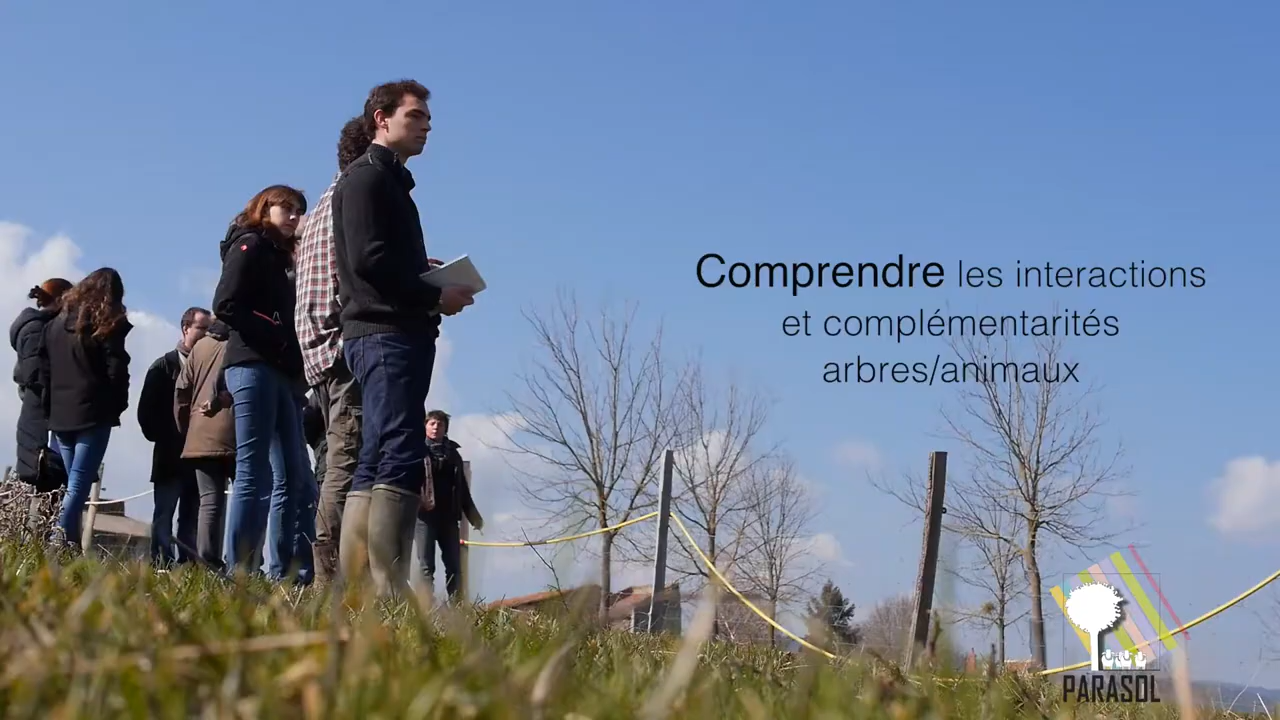 Comprendre les interactions
et complémentarités
arbres/animaux
PARASOL